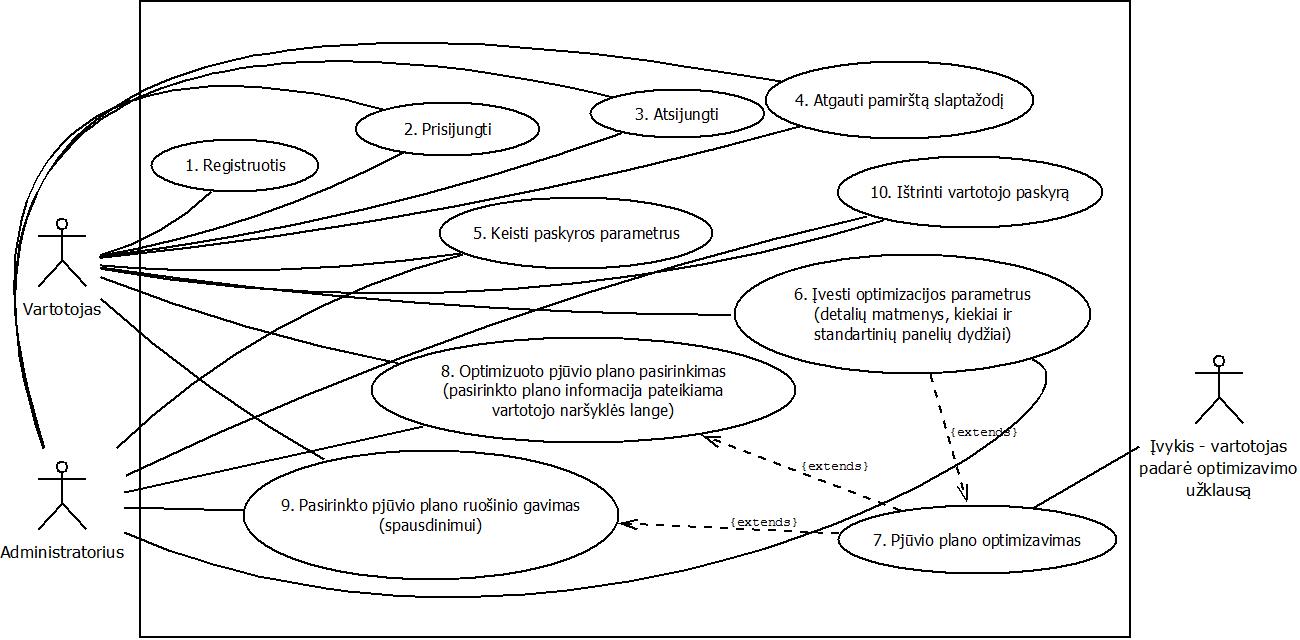 4. Atgauti pamirštą slaptažodį
3. Atsijungti
2. Prisijungti
1. Registruotis
10. Ištrinti vartotojo paskyrą
5. Keisti paskyros parametrus
Vartotojas
6. Įvesti optimizacijos parametrus
(detalių matmenys, kiekiai ir
standartinių panelių dydžiai)
8. Optimizuoto pjūvio plano pasirinkimas
(pasirinkto plano informacija pateikiama
vartotojo naršyklės lange)
{extends}
Įvykis - vartotojas
padarė optimizavimo
užklausą
{extends}
9. Pasirinkto pjūvio plano ruošinio gavimas
(spausdinimui)
{extends}
7. Pjūvio plano optimizavimas
Administratorius